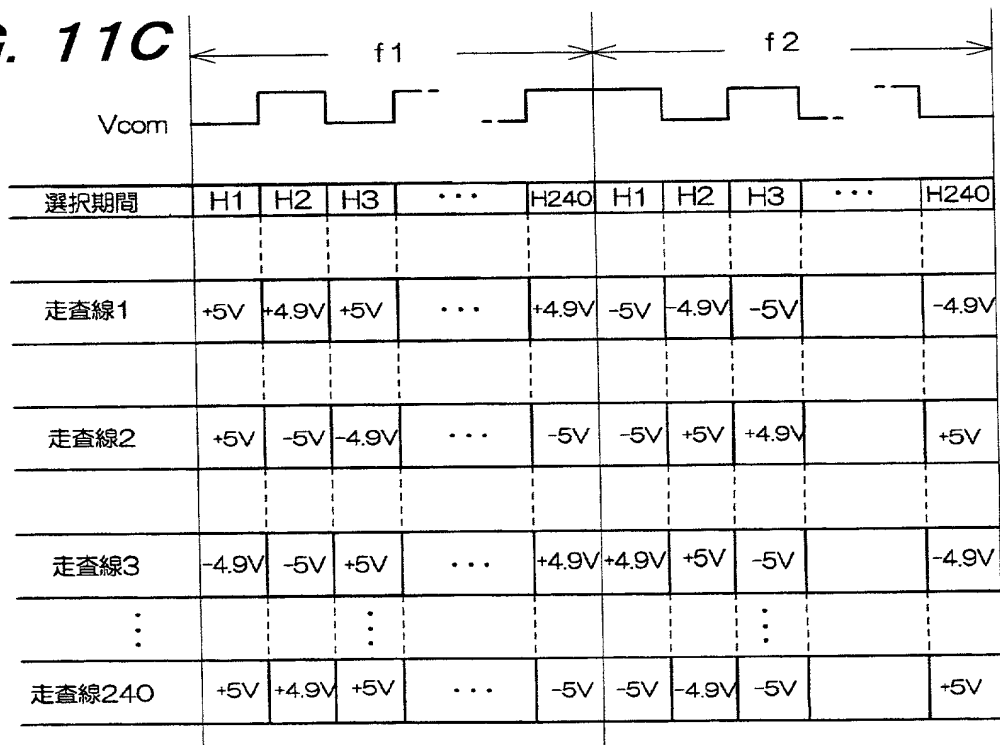 G. 11C
f1 f2
Vcom
選択期間 H1 H2 H3 ··· H240 H1 H2 H3 ··· H240
走査線1 +5V +4.9V +5V ··· +4.9V -5V -4.9V -5V -4.9V
走査線2 +5V -5V -4.9V ··· -5V -5V +5V +4.9V +5V
走査線3 -4.9V -5V +5V ··· +4.9V +4.9V +5V -5V -4.9V
走査線240 +5V +4.9V +5V ··· -5V -5V -4.9V -5V +5V